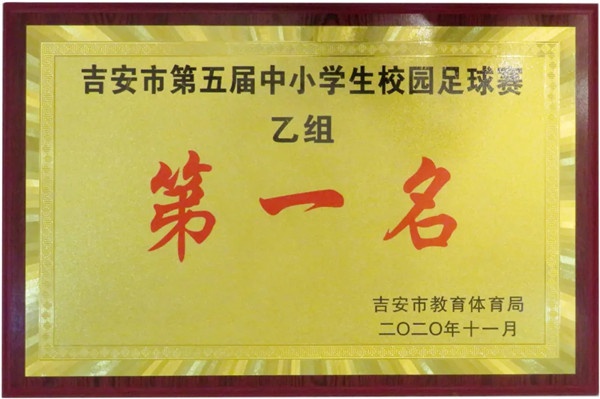 吉安市第五届中小学生校园足球赛
乙组
第一名
吉安市教育体育局
二〇二〇年十一月